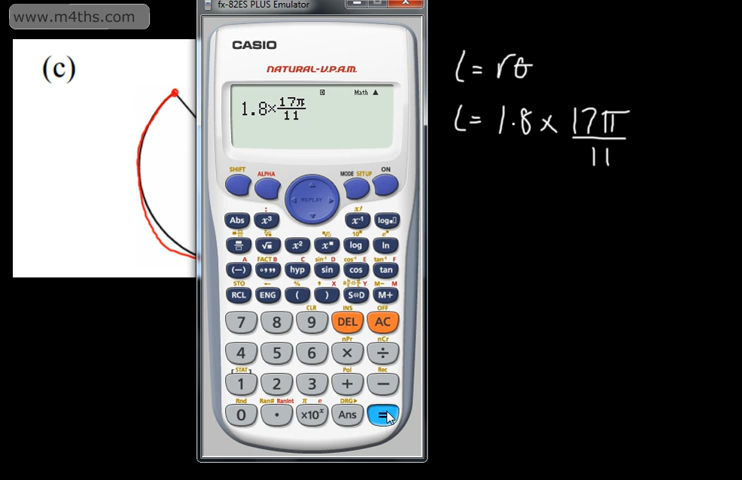 www.m4ths.com
fx-82ES PLUS Emulator
(c)
CASIO
NATURAL-V.P.A.M.
Math ▲
1.8×17π/11
l = rθ
l = 1.8 × 17π/11
SHIFT ALPHA REPLAY MODE SETUP ON
Abs x³ x⁻¹ log
√ x² log ln
(−) hyp sin cos tan
RCL ENG ( ) S⇔D M+
7 8 9 DEL AC
4 5 6 × ÷
1 2 3 + −
0 . ×10ˣ Ans =